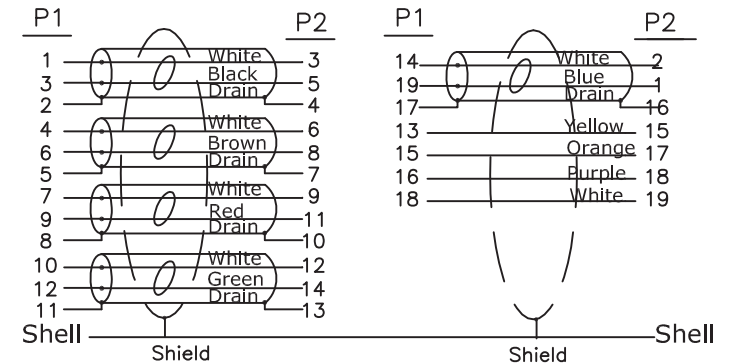 P1 P2 P1 P2
1 White 3
3 Black 5
2 Drain 4
4 White 6
6 Brown 8
5 Drain 7
7 White 9
9 Red 11
8 Drain 10
10 White 12
12 Green 14
11 Drain 13
14 White 2
19 Blue 1
17 Drain 16
13 Yellow 15
15 Orange 17
16 Purple 18
18 White 19
Shell Shell
Shield Shield